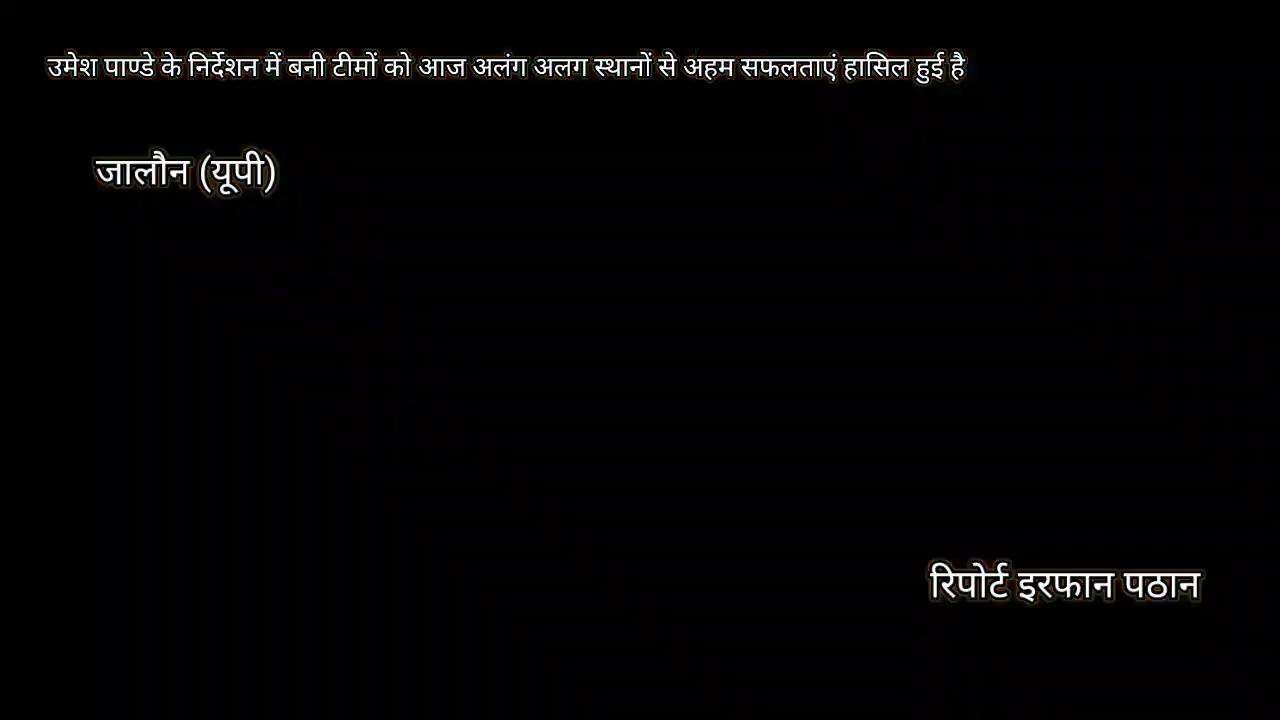 उमेश पाण्डे के निर्देशन में बनी टीमों को आज अलंग अलग स्थानों से अहम सफलताएं हासिल हुई है
जालौन (यूपी)
रिपोर्ट इरफान पठान